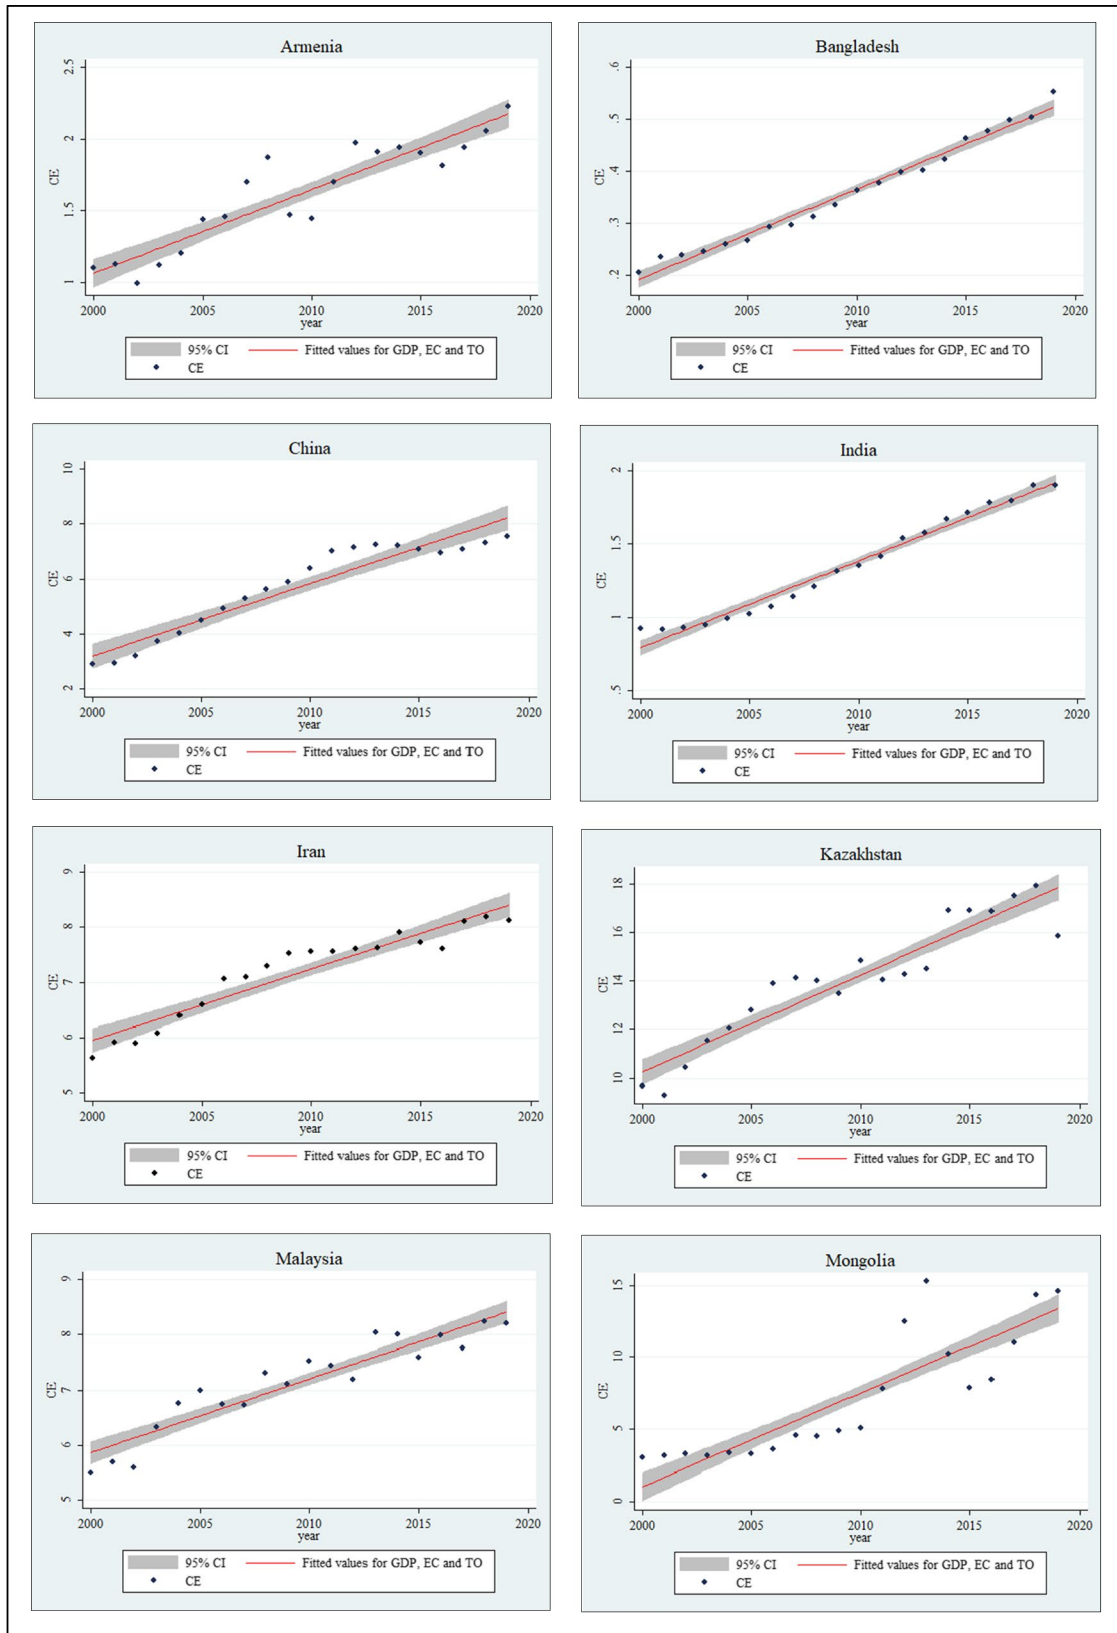 Armenia
2.5
2
1.5
1
CE
2000 2005 2010 2015 2020
year
95% CI Fitted values for GDP, EC and TO
CE
Bangladesh
.6
.5
.4
.3
.2
CE
2000 2005 2010 2015 2020
year
95% CI Fitted values for GDP, EC and TO
CE
China
10
8
6
4
2
CE
2000 2005 2010 2015 2020
year
95% CI Fitted values for GDP, EC and TO
CE
India
2
1.5
1
.5
CE
2000 2005 2010 2015 2020
year
95% CI Fitted values for GDP, EC and TO
CE
Iran
9
8
7
6
5
CE
2000 2005 2010 2015 2020
year
95% CI Fitted values for GDP, EC and TO
CE
Kazakhstan
18
16
14
12
10
CE
2000 2005 2010 2015 2020
year
95% CI Fitted values for GDP, EC and TO
CE
Malaysia
9
8
7
6
5
CE
2000 2005 2010 2015 2020
year
95% CI Fitted values for GDP, EC and TO
CE
Mongolia
15
10
5
0
CE
2000 2005 2010 2015 2020
year
95% CI Fitted values for GDP, EC and TO
CE